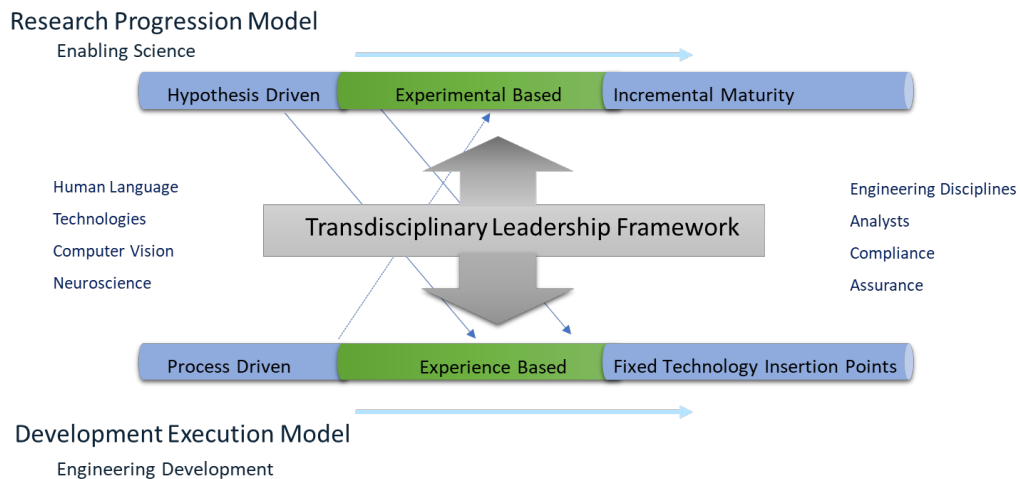 Research Progression Model
Enabling Science
Hypothesis Driven
Experimental Based
Incremental Maturity
Human Language
Technologies
Computer Vision
Neuroscience
Transdisciplinary Leadership Framework
Engineering Disciplines
Analysts
Compliance
Assurance
Process Driven
Experience Based
Fixed Technology Insertion Points
Development Execution Model
Engineering Development